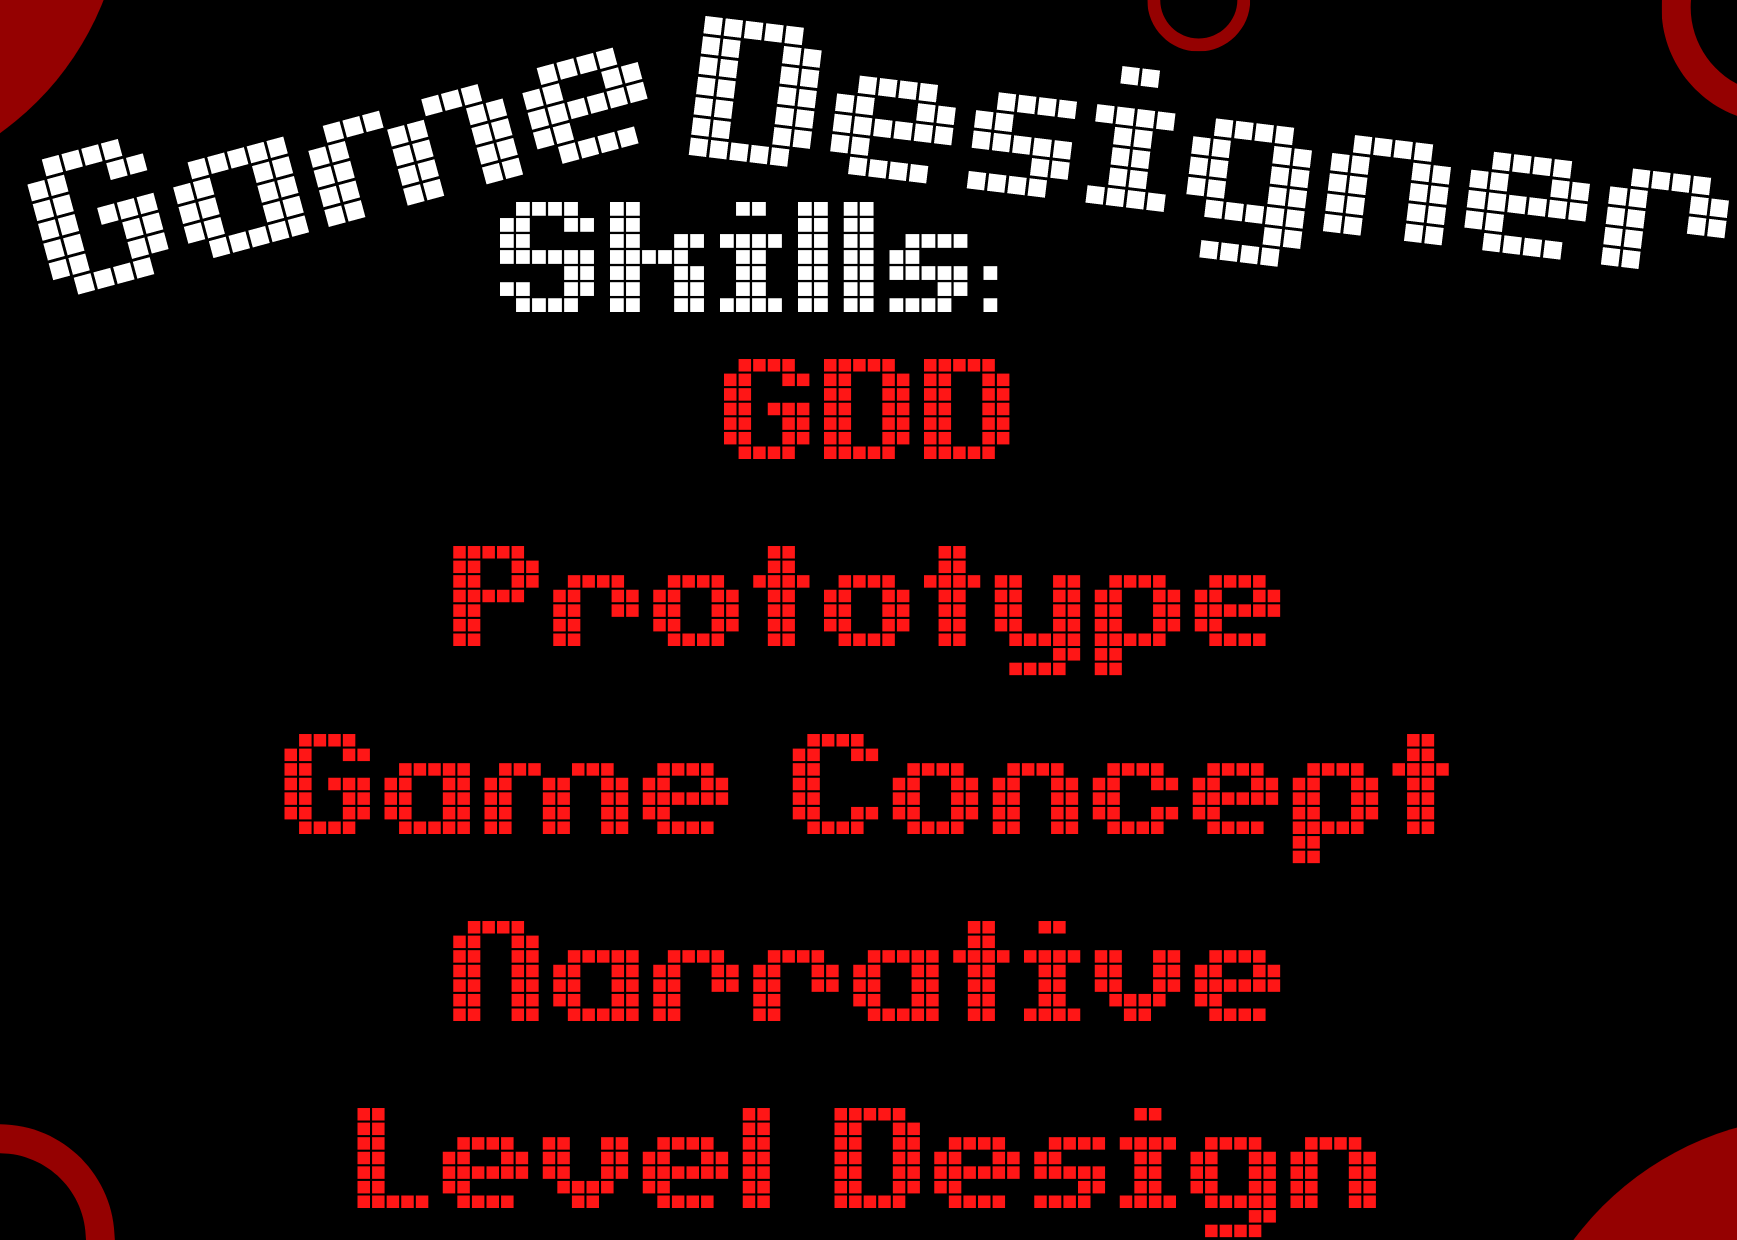 Game Designer
Skills:
GDD
Prototype
Game Concept
Narrative
Level Design